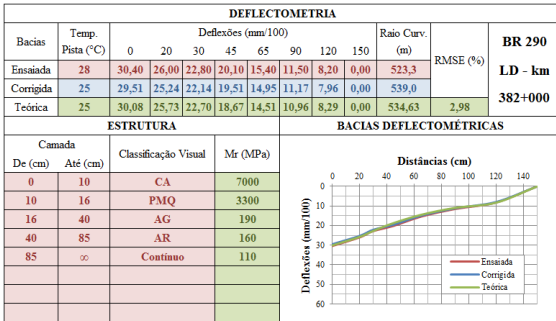 DEFLECTOMETRIA
Bacias Temp. Pista (°C) Deflexões (mm/100) Raio Curv. (m) RMSE (%) BR 290 LD - km 382+000
0 20 30 45 65 90 120 150
Ensaiada 28 30,40 26,00 22,80 20,10 15,40 11,50 8,20 0,00 523,3
Corrigida 25 29,51 25,24 22,14 19,51 14,95 11,17 7,96 0,00 539,0
Teórica 25 30,08 25,73 22,70 18,67 14,51 10,96 8,29 0,00 534,63 2,98
ESTRUTURA
Camada Classificação Visual Mr (MPa)
De (cm) Até (cm)
0 10 CA 7000
10 16 PMQ 3300
16 40 AG 190
40 85 AR 160
85 ∞ Contínuo 110
BACIAS DEFLECTOMÉTRICAS
Distâncias (cm)
0 20 40 60 80 100 120 140
Deflexões (mm/100)
0
10
20
30
40
50
60
Ensaiada
Corrigida
Teórica